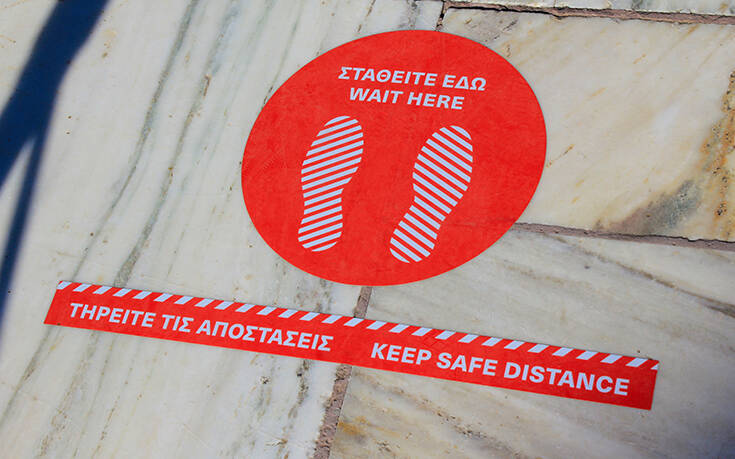 ΣΤΑΘΕΙΤΕ ΕΔΩ
WAIT HERE
ΤΗΡΕΙΤΕ ΤΙΣ ΑΠΟΣΤΑΣΕΙΣ KEEP SAFE DISTANCE